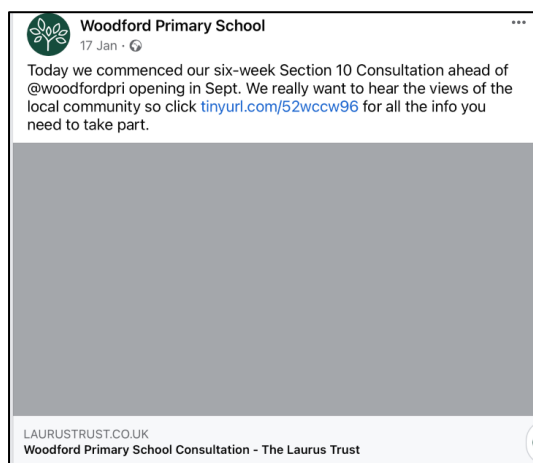 Woodford Primary School
17 Jan ·
Today we commenced our six-week Section 10 Consultation ahead of
@woodfordpri opening in Sept. We really want to hear the views of the
local community so click tinyurl.com/52wccw96 for all the info you
need to take part.
LAURUSTRUST.CO.UK
Woodford Primary School Consultation - The Laurus Trust